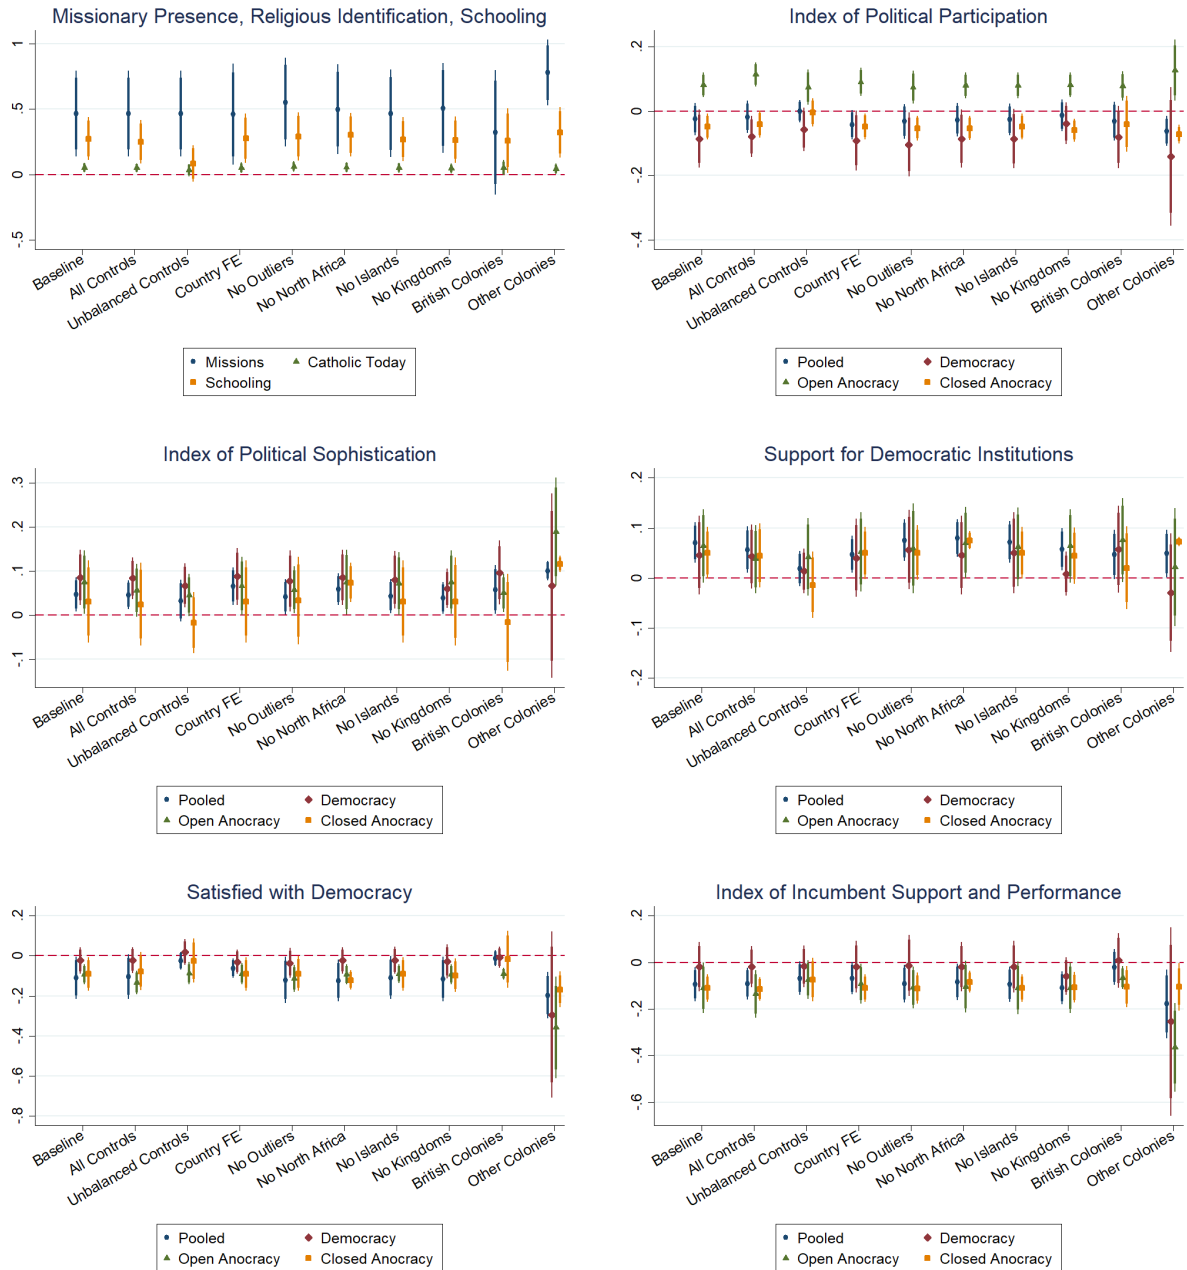 Missionary Presence, Religious Identification, Schooling
1
.5
0
-.5
Baseline
All Controls
Unbalanced Controls
Country FE
No Outliers
No North Africa
No Islands
No Kingdoms
British Colonies
Other Colonies
Missions
Catholic Today
Schooling
Index of Political Participation
.2
0
-.2
-.4
Baseline
All Controls
Unbalanced Controls
Country FE
No Outliers
No North Africa
No Islands
No Kingdoms
British Colonies
Other Colonies
Pooled
Democracy
Open Anocracy
Closed Anocracy
Index of Political Sophistication
.3
.2
.1
0
-.1
Baseline
All Controls
Unbalanced Controls
Country FE
No Outliers
No North Africa
No Islands
No Kingdoms
British Colonies
Other Colonies
Pooled
Democracy
Open Anocracy
Closed Anocracy
Support for Democratic Institutions
.2
.1
0
-.1
-.2
Baseline
All Controls
Unbalanced Controls
Country FE
No Outliers
No North Africa
No Islands
No Kingdoms
British Colonies
Other Colonies
Pooled
Democracy
Open Anocracy
Closed Anocracy
Satisfied with Democracy
.2
0
-.2
-.4
-.6
-.8
Baseline
All Controls
Unbalanced Controls
Country FE
No Outliers
No North Africa
No Islands
No Kingdoms
British Colonies
Other Colonies
Pooled
Democracy
Open Anocracy
Closed Anocracy
Index of Incumbent Support and Performance
.2
0
-.2
-.4
-.6
Baseline
All Controls
Unbalanced Controls
Country FE
No Outliers
No North Africa
No Islands
No Kingdoms
British Colonies
Other Colonies
Pooled
Democracy
Open Anocracy
Closed Anocracy